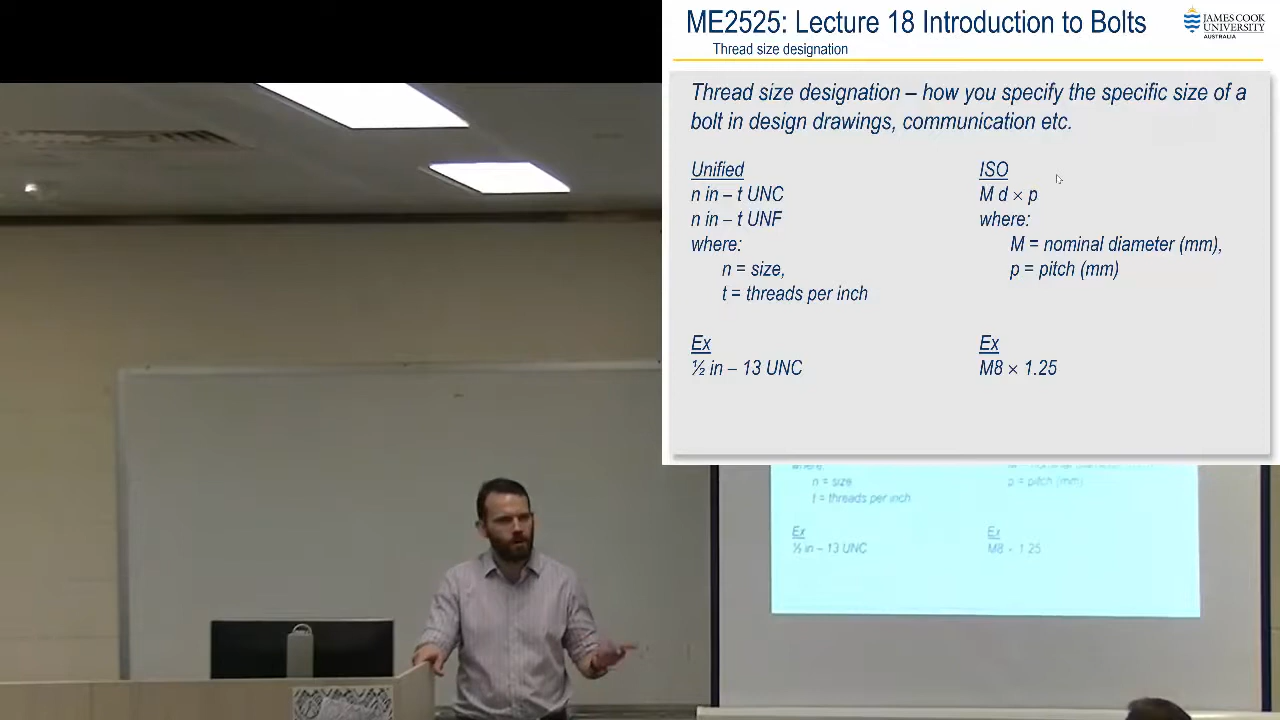 ME2525: Lecture 18 Introduction to Bolts
Thread size designation
JAMES COOK
UNIVERSITY
AUSTRALIA
Thread size designation – how you specify the specific size of a
bolt in design drawings, communication etc.
Unified
n in – t UNC
n in – t UNF
where:
n = size,
t = threads per inch
Ex
½ in – 13 UNC
ISO
M d × p
where:
M = nominal diameter (mm),
p = pitch (mm)
Ex
M8 × 1.25
n = size
t = threads per inch
Ex
½ in – 13 UNC
p = pitch (mm)
Ex
M8 × 1.25